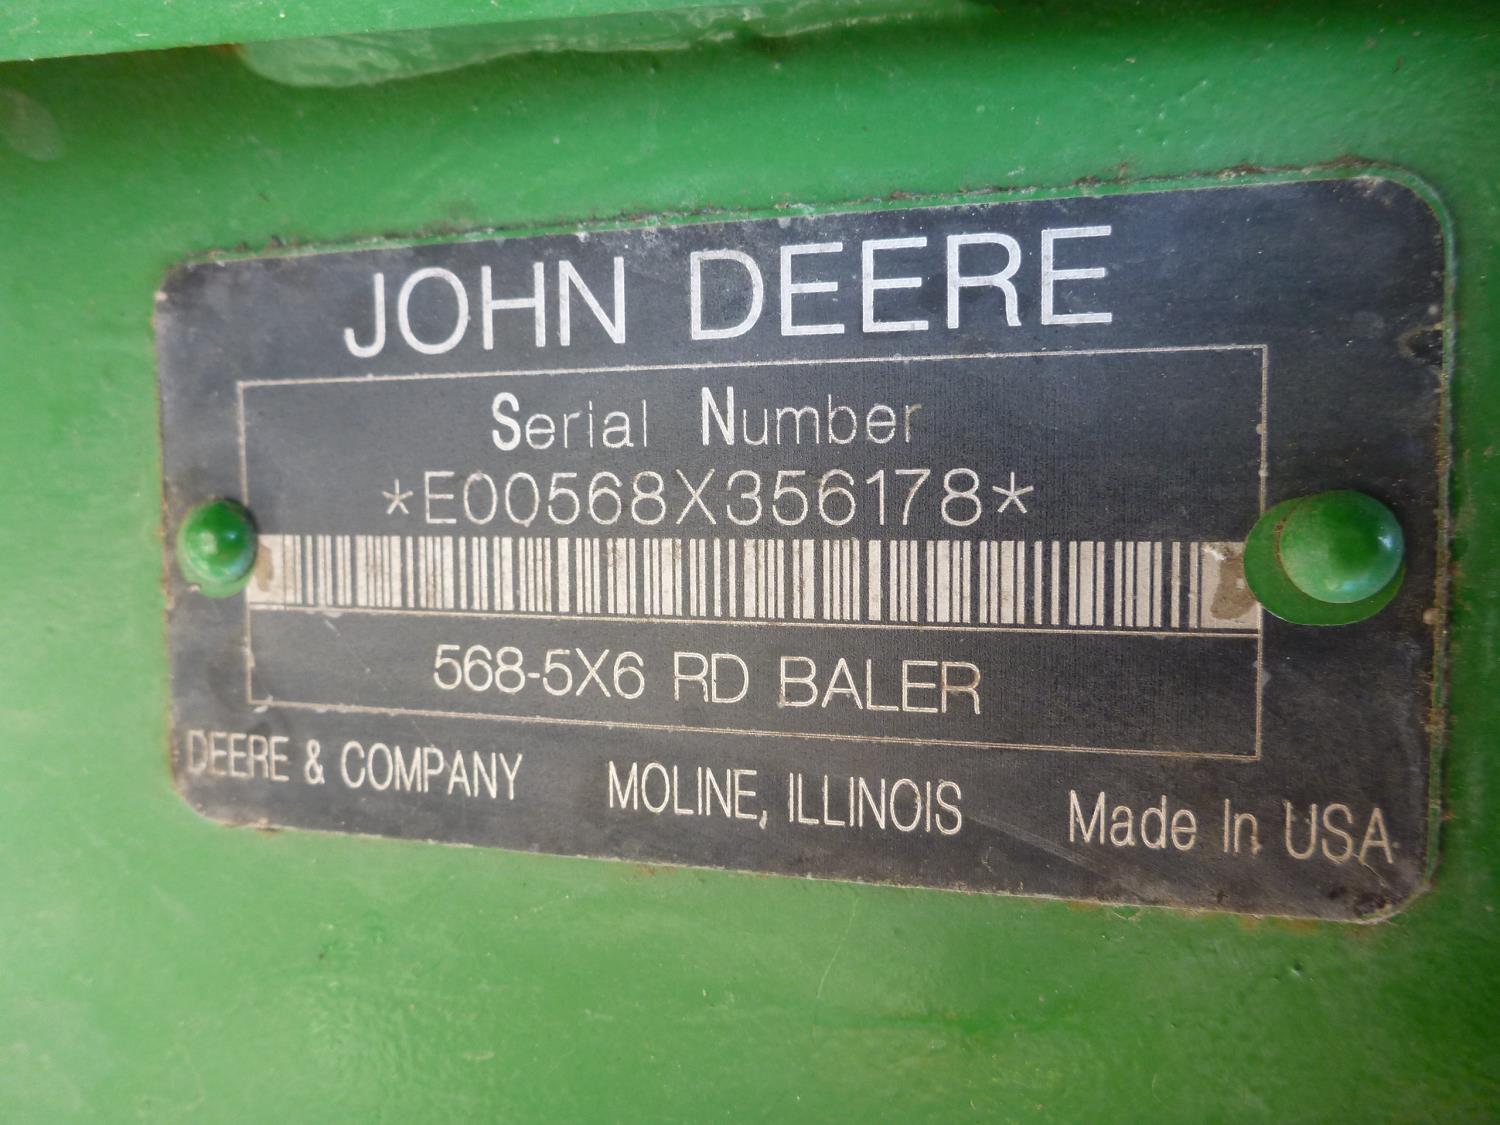 JOHN DEERE
Serial Number
*E00568X356178*
568-5X6 RD BALER
DEERE & COMPANY MOLINE, ILLINOIS Made In USA